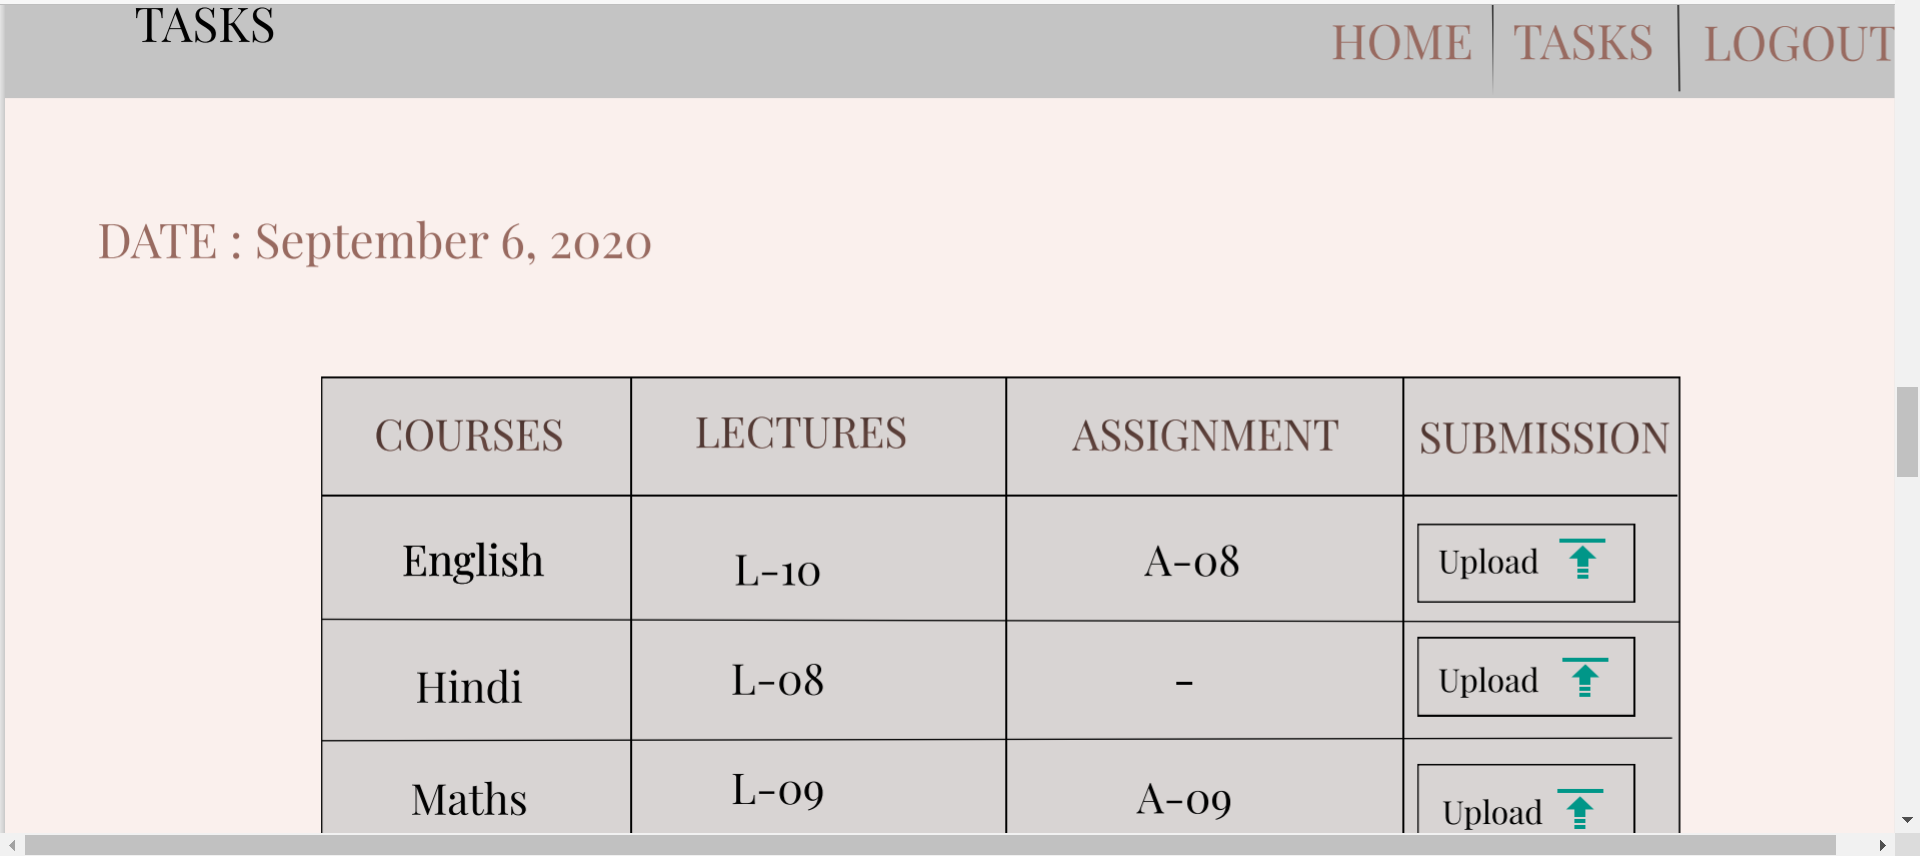 TASKS
HOME TASKS LOGOUT
DATE : September 6, 2020
COURSES LECTURES ASSIGNMENT SUBMISSION
English L-10 A-08 Upload
Hindi L-08 - Upload
Maths L-09 A-09 Upload